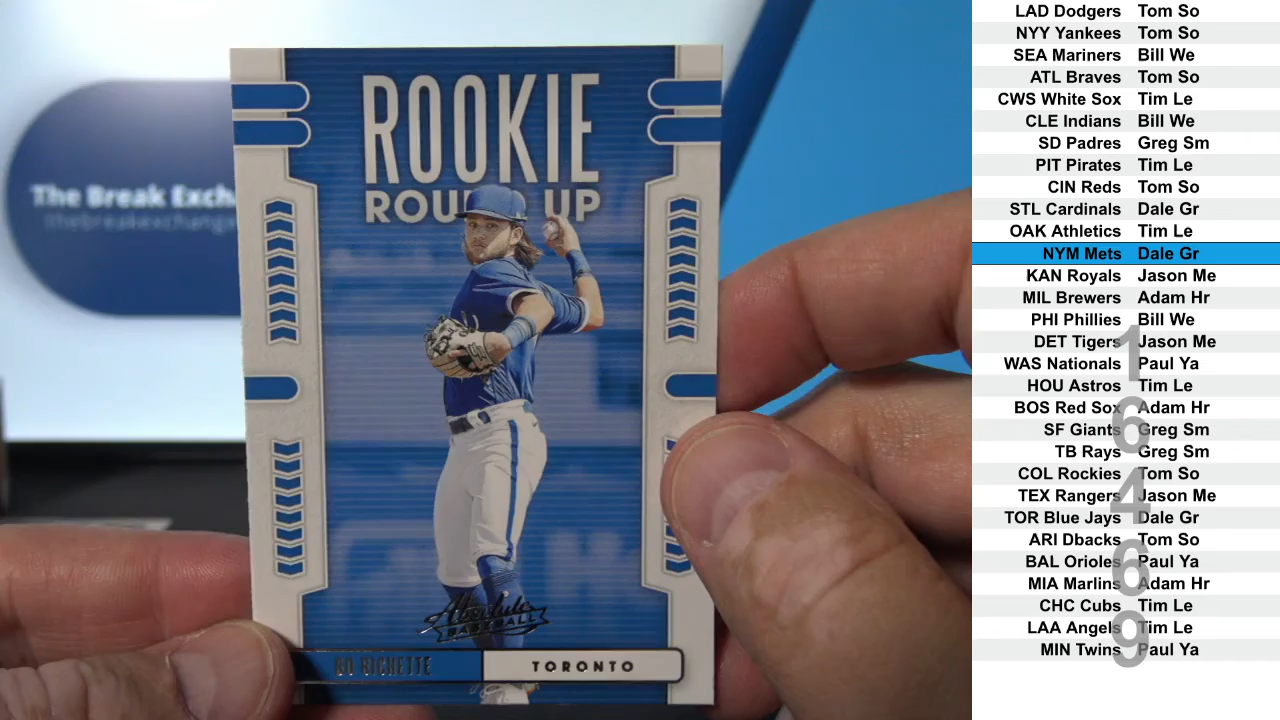 The Break Exch
thebreakexchange
ROOKIE
ROU UP
Absolute
BASEBALL
BO BICHETTE
TORONTO
LAD Dodgers Tom So
NYY Yankees Tom So
SEA Mariners Bill We
ATL Braves Tom So
CWS White Sox Tim Le
CLE Indians Bill We
SD Padres Greg Sm
PIT Pirates Tim Le
CIN Reds Tom So
STL Cardinals Dale Gr
OAK Athletics Tim Le
NYM Mets Dale Gr
KAN Royals Jason Me
MIL Brewers Adam Hr
PHI Phillies Bill We
DET Tigers Jason Me
WAS Nationals Paul Ya
HOU Astros Tim Le
BOS Red Sox Adam Hr
SF Giants Greg Sm
TB Rays Greg Sm
COL Rockies Tom So
TEX Rangers Jason Me
TOR Blue Jays Dale Gr
ARI Dbacks Tom So
BAL Orioles Paul Ya
MIA Marlins Adam Hr
CHC Cubs Tim Le
LAA Angels Tim Le
MIN Twins Paul Ya
1
6
4
6
9